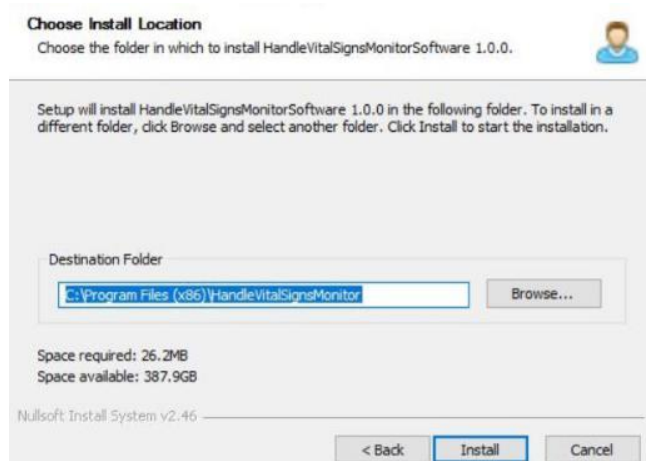 Choose Install Location
Choose the folder in which to install HandleVitalSignsMonitorSoftware 1.0.0.
Setup will install HandleVitalSignsMonitorSoftware 1.0.0 in the following folder. To install in a
different folder, click Browse and select another folder. Click Install to start the installation.
Destination Folder
C:\Program Files (x86)\HandleVitalSignsMonitor
Browse...
Space required: 26.2MB
Space available: 387.9GB
Nullsoft Install System v2.46
< Back Install Cancel